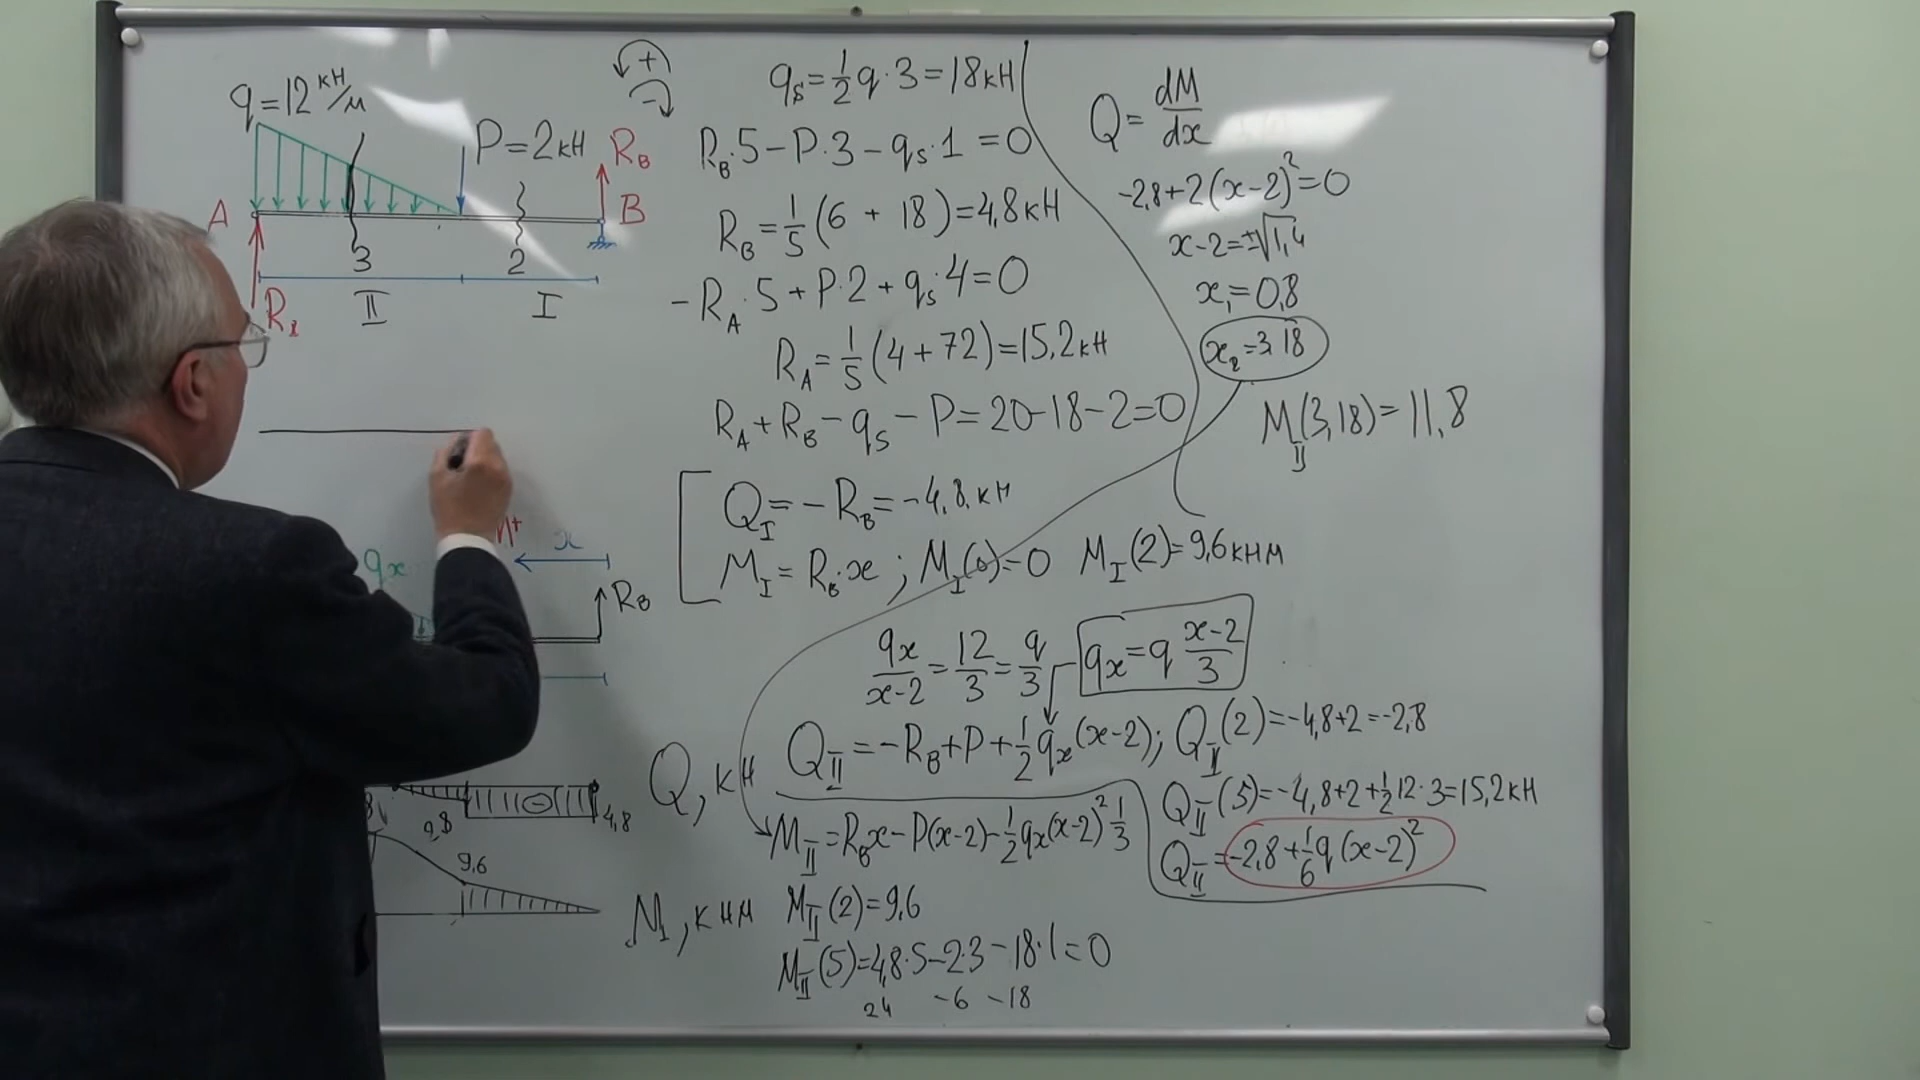 q=12 кН/м
P=2кН
R_B
A
B
3
2
II
I
+
-
q_s=1/2 q·3=18кН
R_B·5-P·3-q_s·1=0
R_B=1/5(6+18)=4,8кН
-R_A·5+P·2+q_s·4=0
R_A=1/5(4+72)=15,2кН
R_A+R_B-q_s-P=20-18-2=0
Q_I=-R_B=-4,8 кН
M_I=R_B·x; M_I(0)=0 M_I(2)=9,6кНм
q_x/(x-2)=12/3=q/3
q_x=q (x-2)/3
Q_II=-R_B+P+1/2 q_x(x-2); Q_II(2)=-4,8+2=-2,8
Q_II(5)=-4,8+2+1/2 12·3=15,2кН
Q_II=-2,8+1/6 q(x-2)²
M_II=R_B x-P(x-2)-1/2 q_x(x-2)² 1/3
M_II(2)=9,6
M_II(5)=4,8·5-2·3-18·1=0
24 -6 -18
Q=dM/dx
-2,8+2(x-2)²=0
x-2=±√1,4
x_1=0,8
x_2=3,18
M_II(3,18)=11,8
q_x
x
R_B
Q, кН
4,8
2,8
9,6
M, кНм